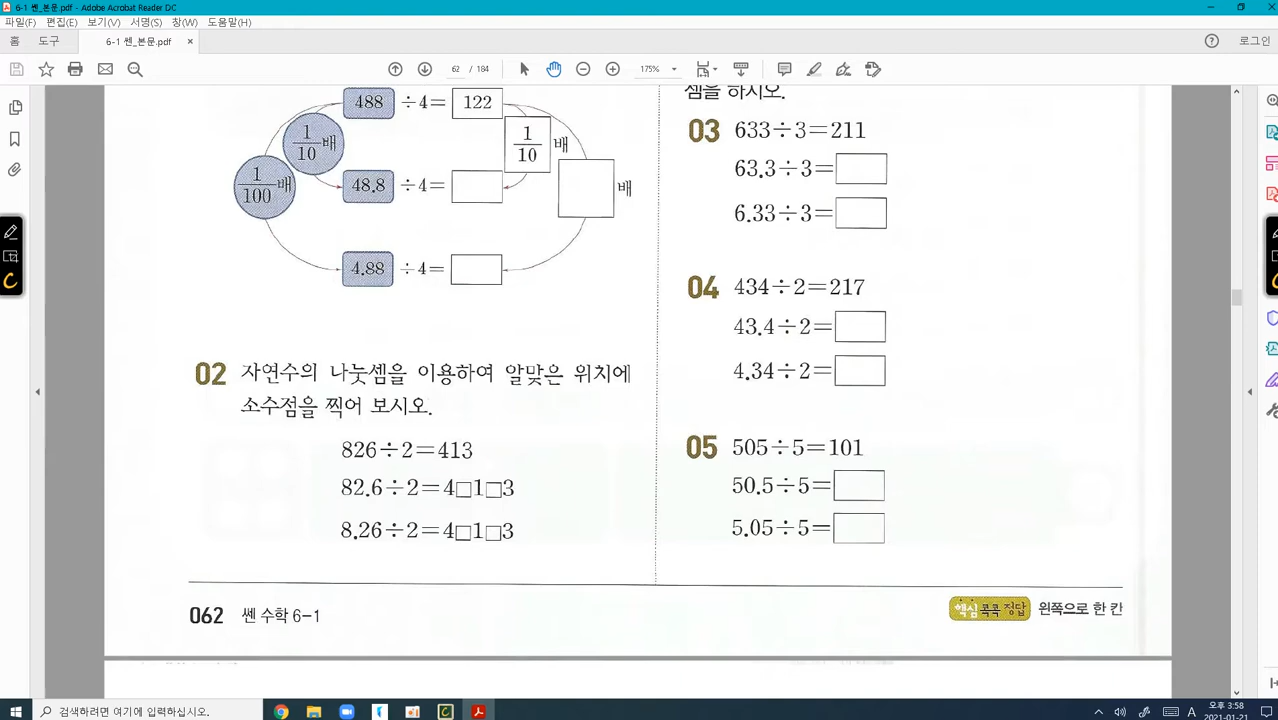 6-1 쎈_본문.pdf - Adobe Acrobat Reader DC
파일(F) 편집(E) 보기(V) 서명(S) 창(W) 도움말(H)
홈 도구 6-1 쎈_본문.pdf × 로그인
62 / 184 175%
488 ÷4= 122
1/10 배
1/10 배
1/100 배
48.8 ÷4= □
□ 배
4.88 ÷4= □
02 자연수의 나눗셈을 이용하여 알맞은 위치에
소수점을 찍어 보시오.
826÷2=413
82.6÷2=4□1□3
8.26÷2=4□1□3
셈을 하시오.
03 633÷3=211
63.3÷3=□
6.33÷3=□
04 434÷2=217
43.4÷2=□
4.34÷2=□
05 505÷5=101
50.5÷5=□
5.05÷5=□
062 쎈 수학 6-1
핵심 콕콕 정답 왼쪽으로 한 칸
검색하려면 여기에 입력하십시오.
A 오후 3:58
2021-01-21